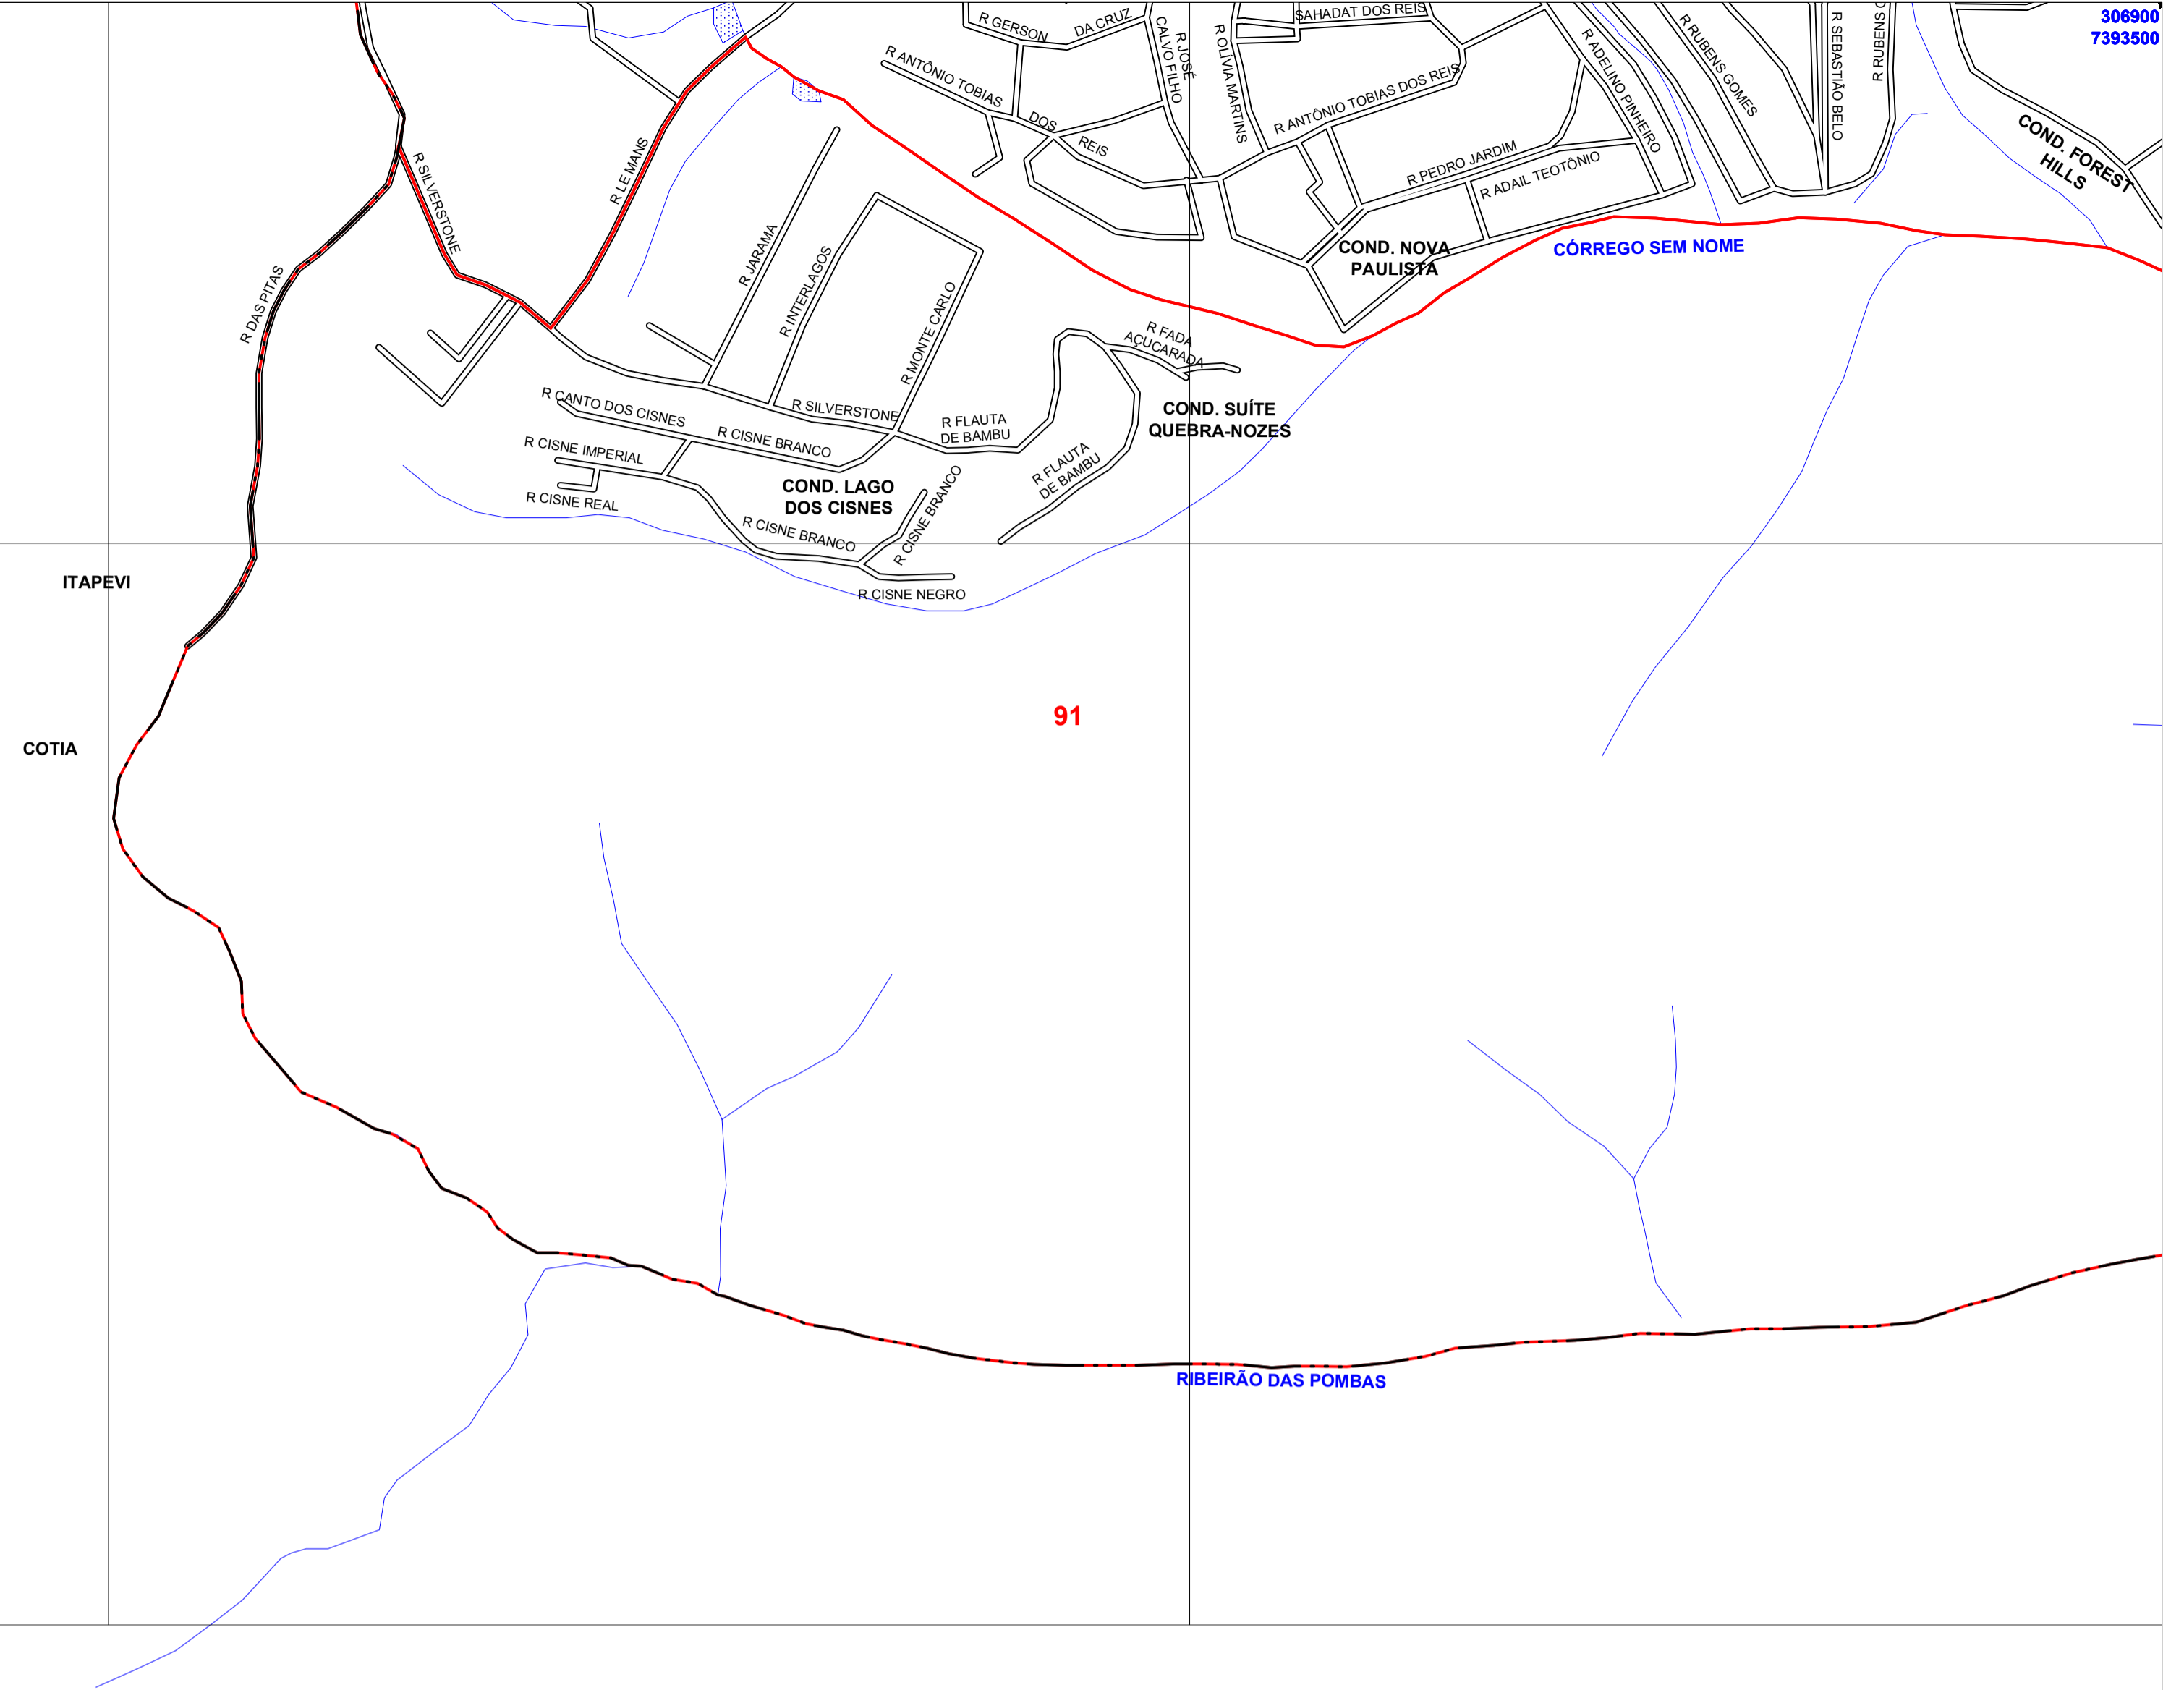 306900
7393500
R GERSON
DA CRUZ
R JOSÉ
CALVO FILHO
SAHADAT DOS REIS
R OLÍVIA MARTINS
R ANTÔNIO TOBIAS
DOS
REIS
R ANTÔNIO TOBIAS DOS REIS
R ADELINO PINHEIRO
R RUBENS GOMES
R SEBASTIÃO BELO
R RUBENS
COND. FOREST
HILLS
R PEDRO JARDIM
R ADAIL TEOTÔNIO
COND. NOVA
PAULISTA
CÓRREGO SEM NOME
R SILVERSTONE
R LE MANS
R DAS PITAS
R JARAMA
R INTERLAGOS
R MONTE CARLO
R FADA
AÇUCARADA
R CANTO DOS CISNES
R SILVERSTONE
R FLAUTA
DE BAMBU
COND. SUÍTE
QUEBRA-NOZES
R CISNE IMPERIAL
R CISNE BRANCO
R CISNE REAL
COND. LAGO
DOS CISNES
R FLAUTA
DE BAMBU
R CISNE BRANCO
R CISNE BRANCO
R CISNE NEGRO
ITAPEVI
COTIA
91
RIBEIRÃO DAS POMBAS